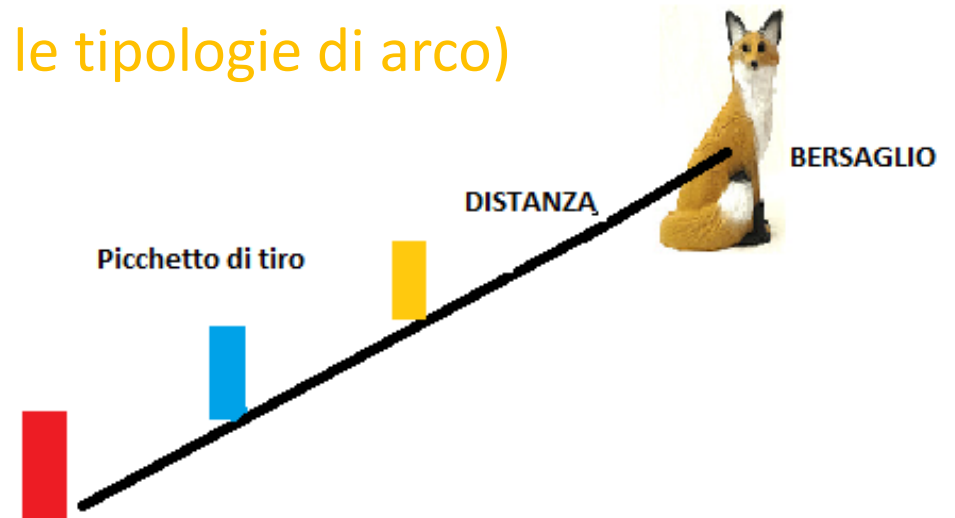 le tipologie di arco)
BERSAGLIO
DISTANZA
Picchetto di tiro